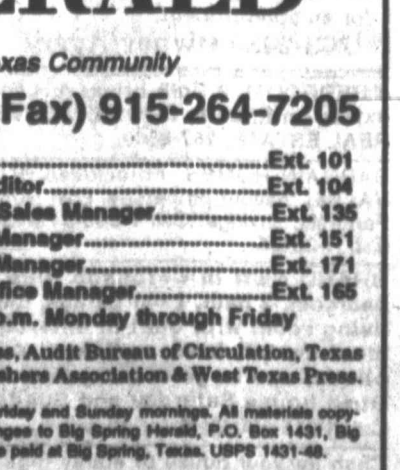 ERALD
xas Community
Fax) 915-264-7205
....................Ext. 101
ditor....................Ext. 104
Sales Manager....................Ext. 135
Manager....................Ext. 151
Manager....................Ext. 171
fice Manager....................Ext. 165
p.m. Monday through Friday
ss, Audit Bureau of Circulation, Texas
shers Association & West Texas Press.
riday and Sunday mornings. All materials copy-
nges to Big Spring Herald, P.O. Box 1431, Big
e paid at Big Spring, Texas. USPS 1431-48.